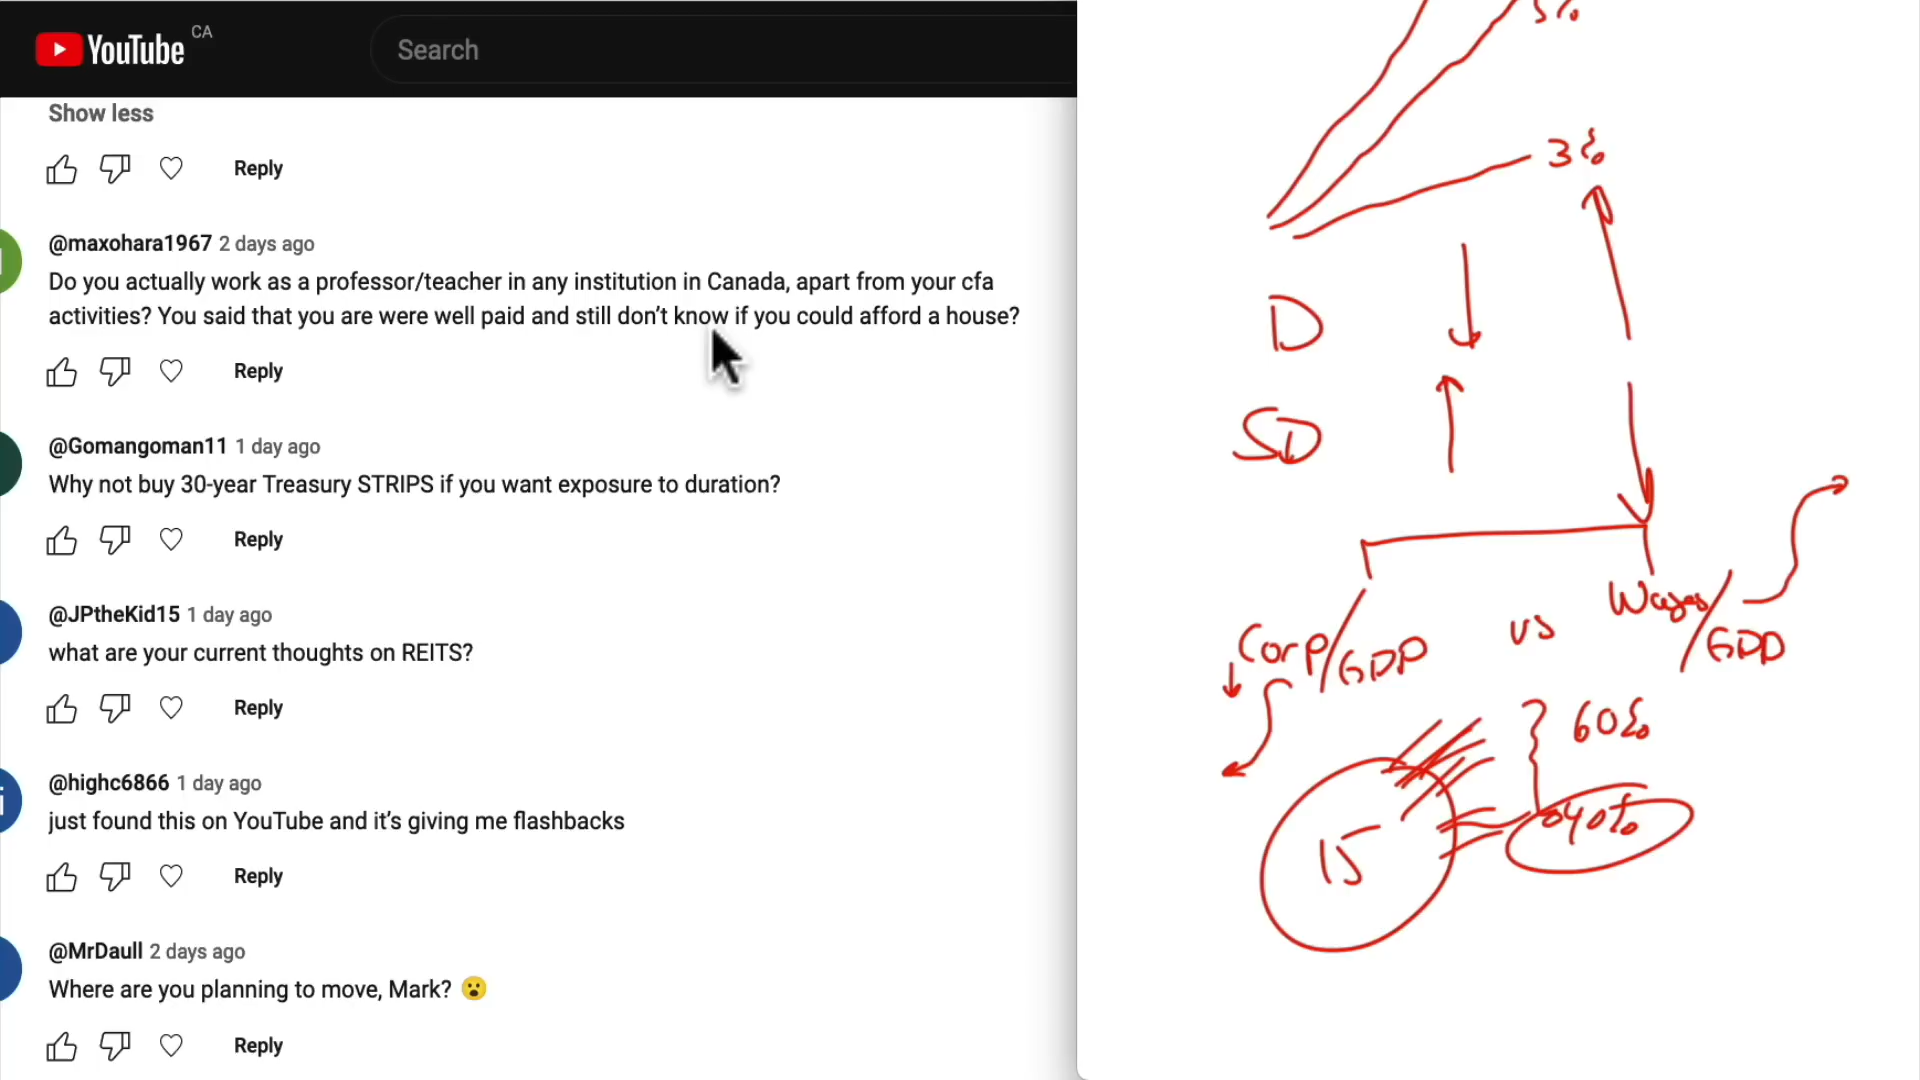 YouTube CA
Search
Show less
Reply
@maxohara1967 2 days ago
Do you actually work as a professor/teacher in any institution in Canada, apart from your cfa
activities? You said that you are were well paid and still don't know if you could afford a house?
Reply
@Gomangoman11 1 day ago
Why not buy 30-year Treasury STRIPS if you want exposure to duration?
Reply
@JPtheKid15 1 day ago
what are your current thoughts on REITS?
Reply
@highc6866 1 day ago
just found this on YouTube and it's giving me flashbacks
Reply
@MrDaull 2 days ago
Where are you planning to move, Mark? 😮
Reply
3%
D
SD
Corp/GDP vs Wages/GDP
60%
15